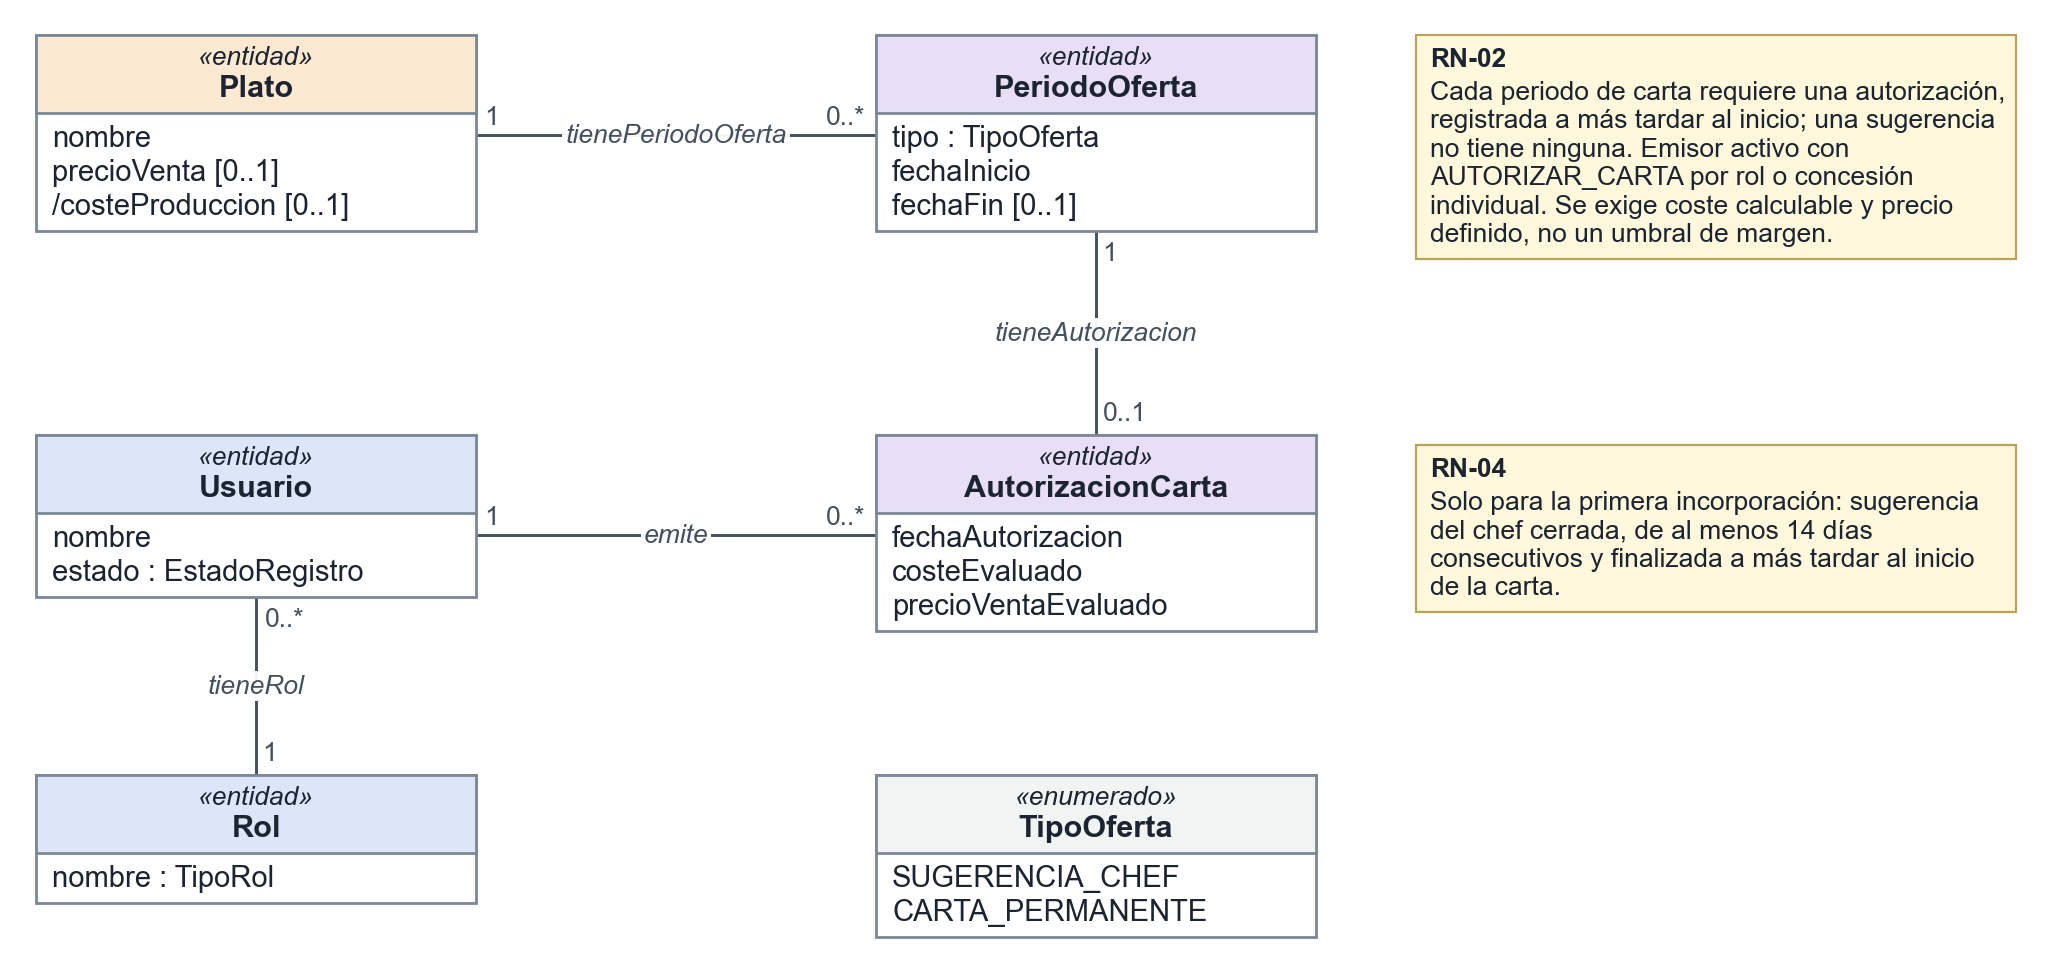 «entidad»
Plato
nombre
precioVenta [0..1]
/costeProduccion [0..1]
1
tienePeriodoOferta
0..*
«entidad»
PeriodoOferta
tipo : TipoOferta
fechaInicio
fechaFin [0..1]
RN-02
Cada periodo de carta requiere una autorización,
registrada a más tardar al inicio; una sugerencia
no tiene ninguna. Emisor activo con
AUTORIZAR_CARTA por rol o concesión
individual. Se exige coste calculable y precio
definido, no un umbral de margen.
1
tieneAutorizacion
0..1
«entidad»
Usuario
nombre
estado : EstadoRegistro
1
emite
0..*
«entidad»
AutorizacionCarta
fechaAutorizacion
costeEvaluado
precioVentaEvaluado
RN-04
Solo para la primera incorporación: sugerencia
del chef cerrada, de al menos 14 días
consecutivos y finalizada a más tardar al inicio
de la carta.
0..*
tieneRol
1
«entidad»
Rol
nombre : TipoRol
«enumerado»
TipoOferta
SUGERENCIA_CHEF
CARTA_PERMANENTE